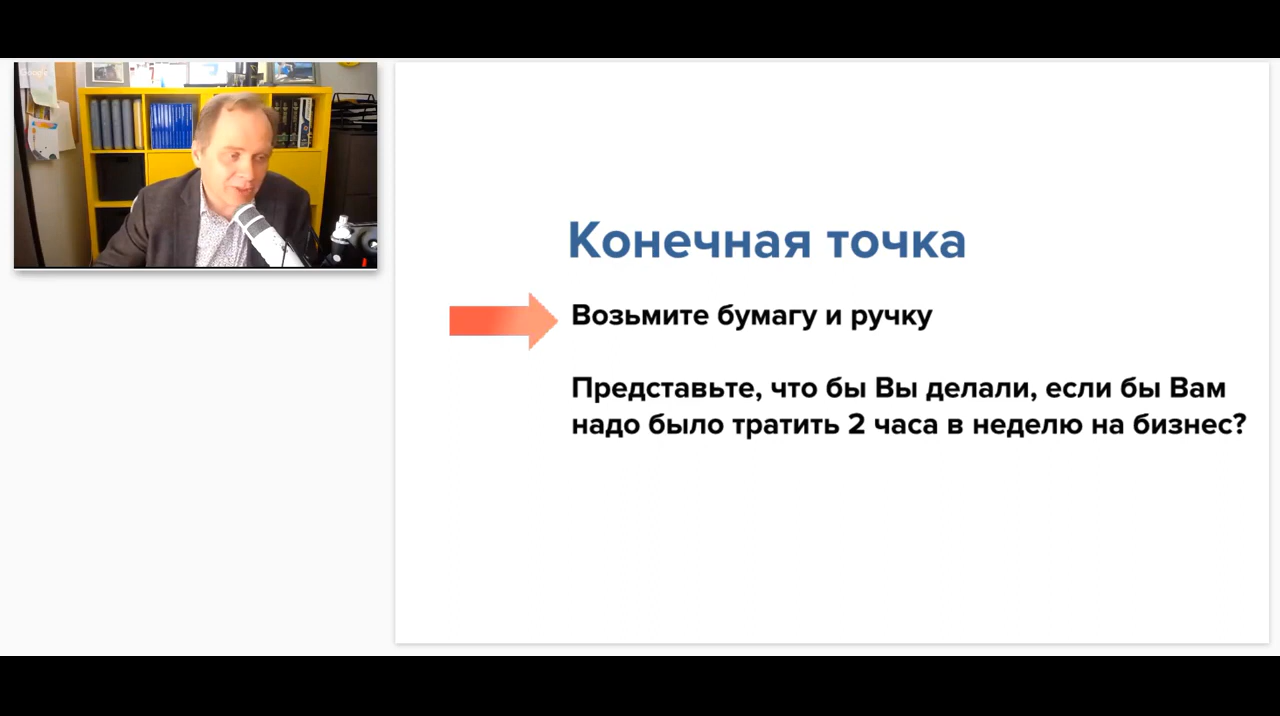 Google
Конечная точка
Возьмите бумагу и ручку
Представьте, что бы Вы делали, если бы Вам
надо было тратить 2 часа в неделю на бизнес?